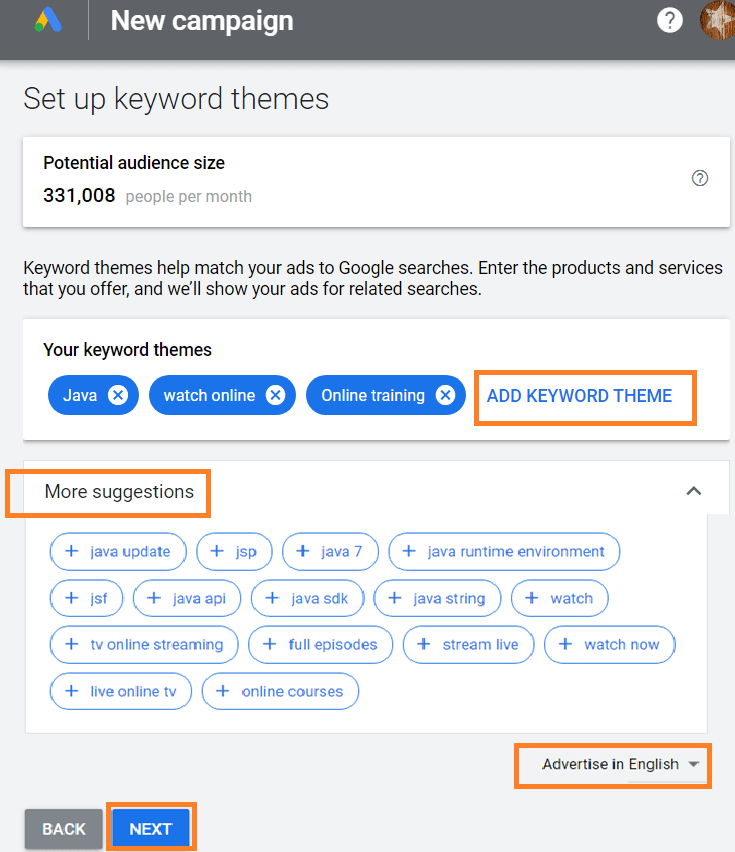 New campaign
Set up keyword themes
Potential audience size
331,008 people per month
Keyword themes help match your ads to Google searches. Enter the products and services
that you offer, and we’ll show your ads for related searches.
Your keyword themes
Java watch online Online training ADD KEYWORD THEME
More suggestions
+ java update + jsp + java 7 + java runtime environment
+ jsf + java api + java sdk + java string + watch
+ tv online streaming + full episodes + stream live + watch now
+ live online tv + online courses
Advertise in English
BACK NEXT